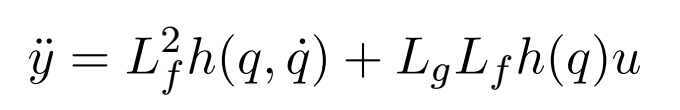 ÿ = L_f^2 h(q, q̇) + L_g L_f h(q)u